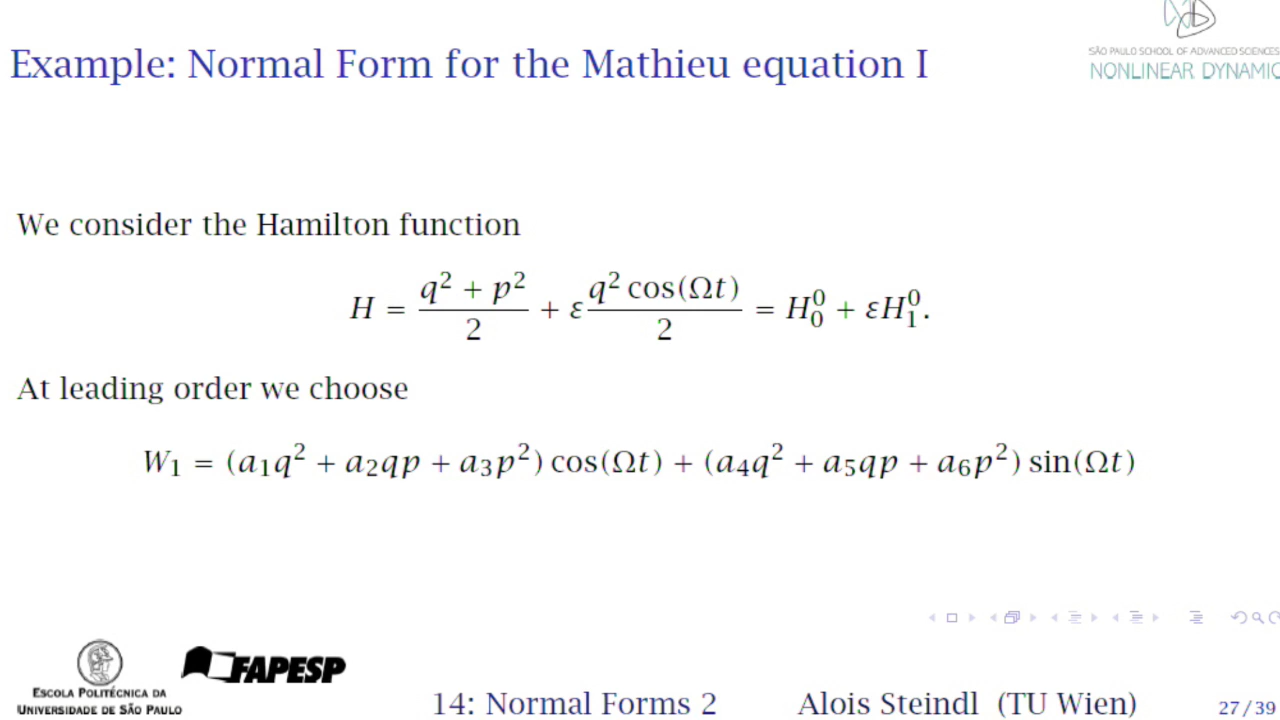 Example: Normal Form for the Mathieu equation I
SÃO PAULO SCHOOL OF ADVANCED SCIENCES
NONLINEAR DYNAMIC
We consider the Hamilton function
H = \frac{q^2 + p^2}{2} + ε\frac{q^2 cos(Ωt)}{2} = H_0^0 + εH_1^0.
At leading order we choose
W_1 = (a_1q^2 + a_2qp + a_3p^2) cos(Ωt) + (a_4q^2 + a_5qp + a_6p^2) sin(Ωt)
FAPESP
ESCOLA POLITÉCNICA DA
UNIVERSIDADE DE SÃO PAULO
14: Normal Forms 2 Alois Steindl (TU Wien) 27/39